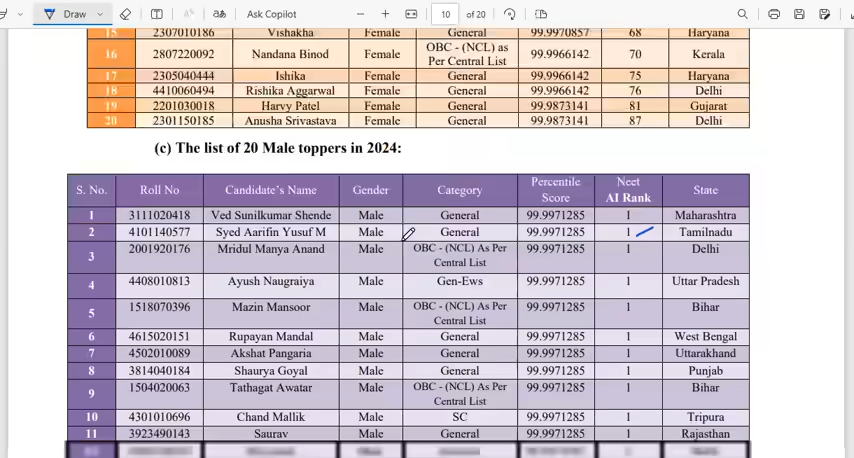 Draw
Ask Copilot
10 of 20
15 2307010186 Vishakha Female General 99.9970857 68 Haryana
16 2807220092 Nandana Binod Female OBC - (NCL) as Per Central List 99.9966142 70 Kerala
17 2305040444 Ishika Female General 99.9966142 75 Haryana
18 4410060494 Rishika Aggarwal Female General 99.9966142 76 Delhi
19 2201030018 Harvy Patel Female General 99.9873141 81 Gujarat
20 2301150185 Anusha Srivastava Female General 99.9873141 87 Delhi
(c) The list of 20 Male toppers in 2024:
S. No. Roll No Candidate's Name Gender Category Percentile Score Neet AI Rank State
1 3111020418 Ved Sunilkumar Shende Male General 99.9971285 1 Maharashtra
2 4101140577 Syed Aarifin Yusuf M Male General 99.9971285 1 Tamilnadu
3 2001920176 Mridul Manya Anand Male OBC - (NCL) As Per Central List 99.9971285 1 Delhi
4 4408010813 Ayush Naugraiya Male Gen-Ews 99.9971285 1 Uttar Pradesh
5 1518070396 Mazin Mansoor Male OBC - (NCL) As Per Central List 99.9971285 1 Bihar
6 4615020151 Rupayan Mandal Male General 99.9971285 1 West Bengal
7 4502010089 Akshat Pangaria Male General 99.9971285 1 Uttarakhand
8 3814040184 Shaurya Goyal Male General 99.9971285 1 Punjab
9 1504020063 Tathagat Awatar Male OBC - (NCL) As Per Central List 99.9971285 1 Bihar
10 4301010696 Chand Mallik Male SC 99.9971285 1 Tripura
11 3923490143 Saurav Male General 99.9971285 1 Rajasthan